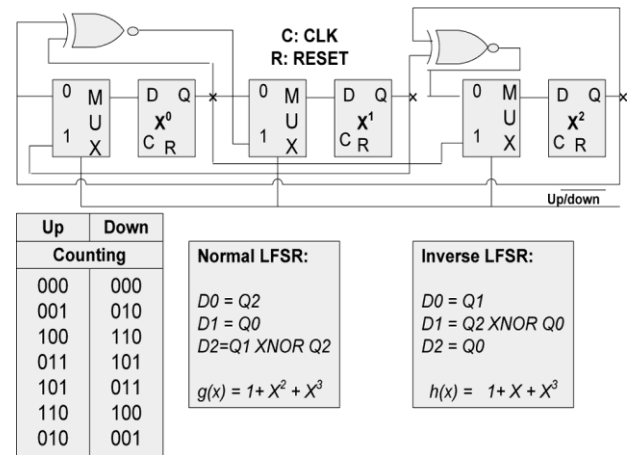 C: CLK
R: RESET
0 M U X 1
D Q
X0
C R
0 M U X 1
D Q
X1
C R
0 M U X 1
D Q
X2
C R
Up/down
Up Down
Counting
000 000
001 010
100 110
011 101
101 011
110 100
010 001
Normal LFSR:
D0 = Q2
D1 = Q0
D2=Q1 XNOR Q2
g(x) = 1+ X2 + X3
Inverse LFSR:
D0 = Q1
D1 = Q2 XNOR Q0
D2 = Q0
h(x) = 1+ X + X3